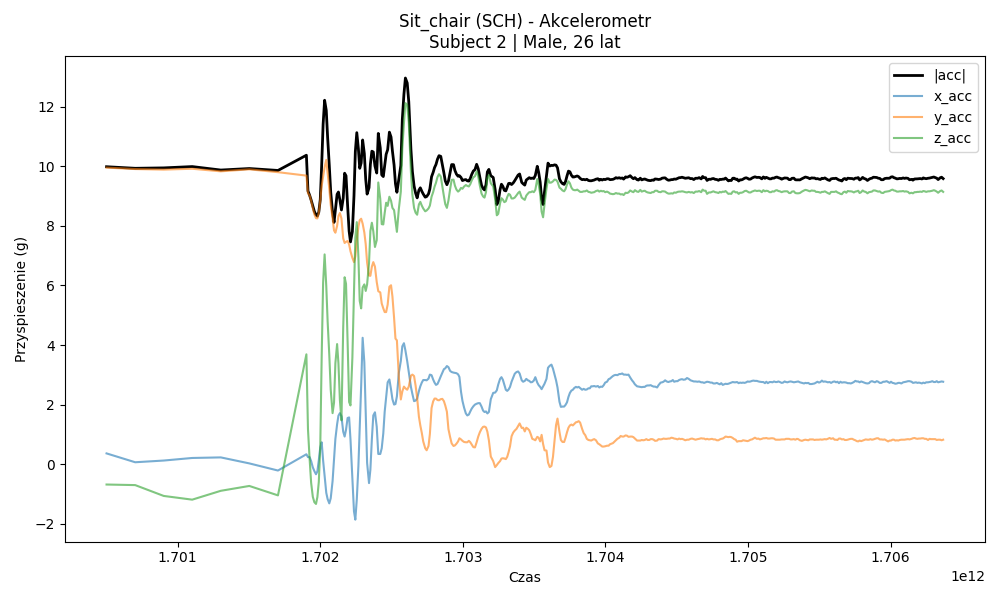 Sit_chair (SCH) - Akcelerometr
Subject 2 | Male, 26 lat
Przyspieszenie (g)
12
10
8
6
4
2
0
−2
|acc|
x_acc
y_acc
z_acc
1.701 1.702 1.703 1.704 1.705 1.706
1e12
Czas